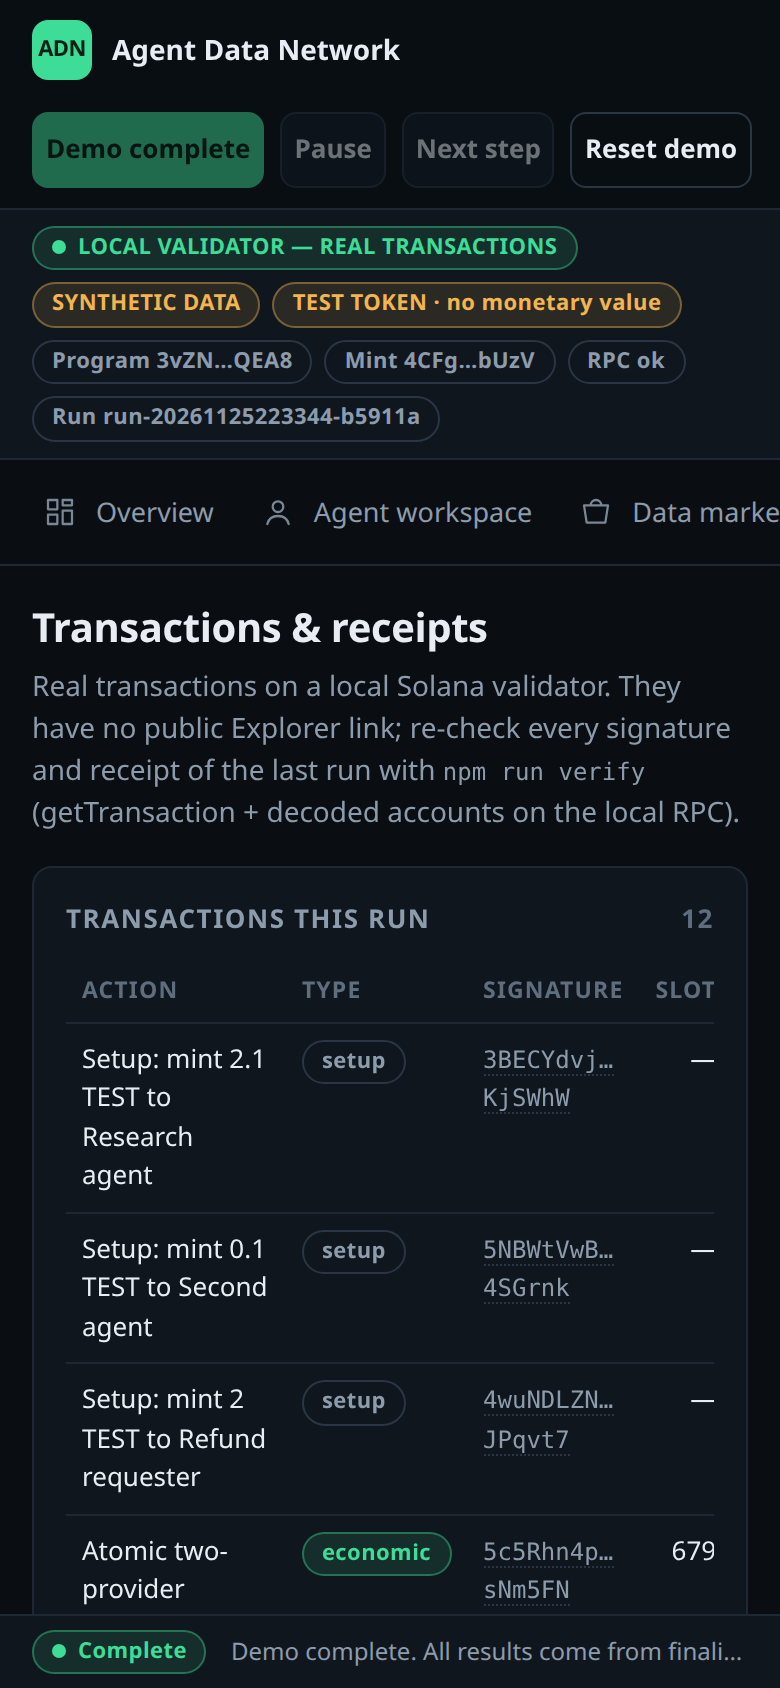 ADN Agent Data Network
Demo complete Pause Next step Reset demo
LOCAL VALIDATOR — REAL TRANSACTIONS
SYNTHETIC DATA TEST TOKEN · no monetary value
Program 3vZN…QEA8 Mint 4CFg…bUzV RPC ok
Run run-20261125223344-b5911a
Overview Agent workspace Data marke
Transactions & receipts
Real transactions on a local Solana validator. They
have no public Explorer link; re-check every signature
and receipt of the last run with npm run verify
(getTransaction + decoded accounts on the local RPC).
TRANSACTIONS THIS RUN 12
ACTION TYPE SIGNATURE SLOT
Setup: mint 2.1 setup 3BECYdvj… —
TEST to KjSWhW
Research
agent
Setup: mint 0.1 setup 5NBWtVwB… —
TEST to Second 4SGrnk
agent
Setup: mint 2 setup 4wuNDLZN… —
TEST to Refund JPqvt7
requester
Atomic two- economic 5c5Rhn4p… 679
provider sNm5FN
Complete Demo complete. All results come from finali…